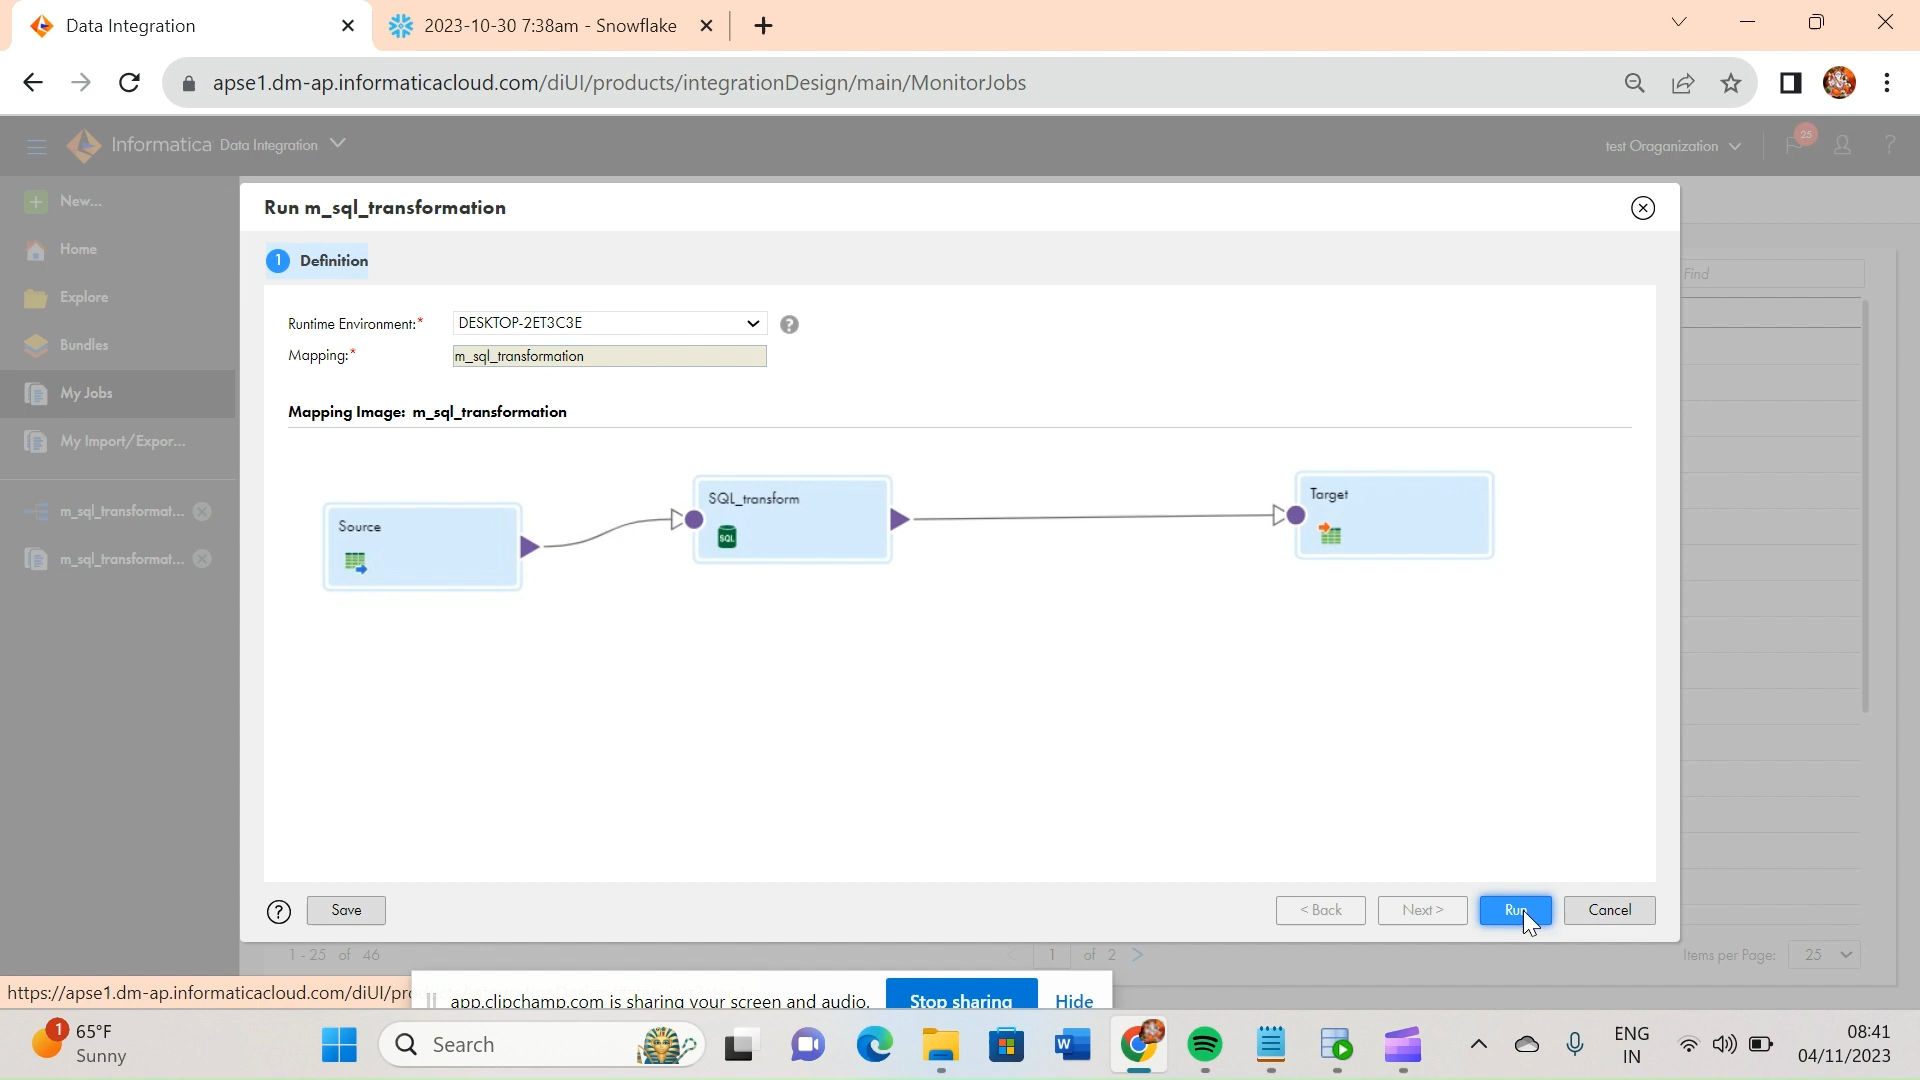 Data Integration
2023-10-30 7:38am - Snowflake
apse1.dm-ap.informaticacloud.com/diUI/products/integrationDesign/main/MonitorJobs
Informatica Data Integration
test Oraganization
25
New...
Home
Explore
Bundles
My Jobs
My Import/Expor...
m_sql_transformat...
m_sql_transformat...
Find
Run m_sql_transformation
1 Definition
Runtime Environment:* DESKTOP-2ET3C3E
Mapping:* m_sql_transformation
Mapping Image: m_sql_transformation
Source
SQL_transform
SQL
Target
? Save
< Back
Next >
Run
Cancel
1 - 25 of 46
1 of 2
Items per Page: 25
https://apse1.dm-ap.informaticacloud.com/diUI/pr
app.clipchamp.com is sharing your screen and audio.
Stop sharing
Hide
1
65°F
Sunny
Search
ENG
IN
08:41
04/11/2023